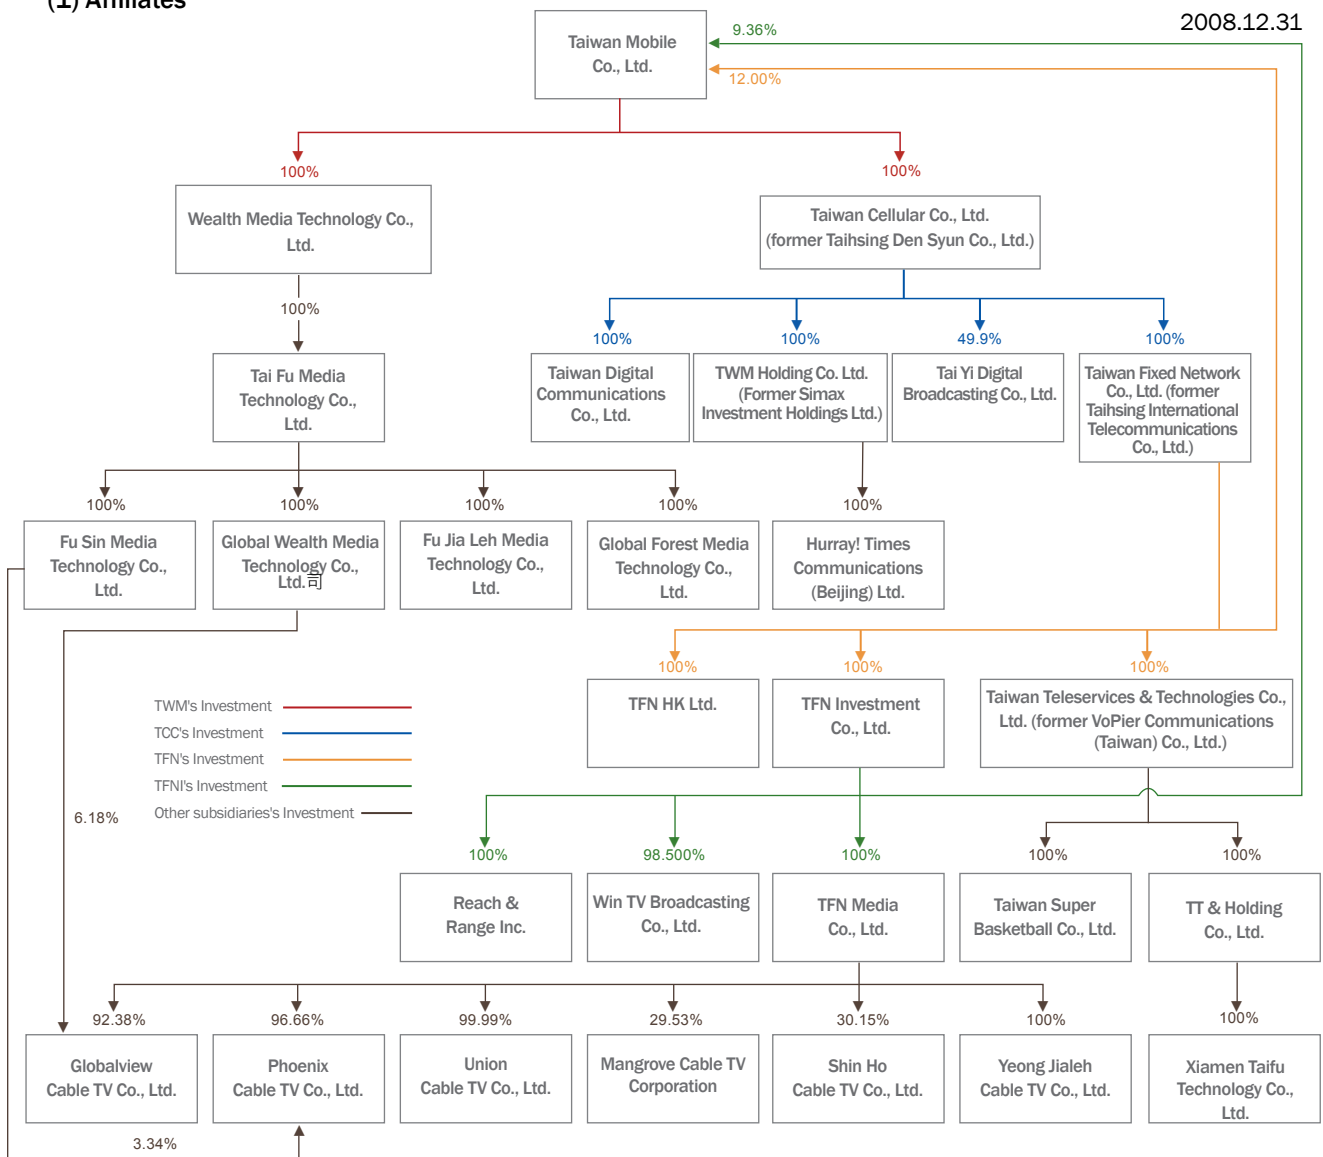 (1) Affiliates
2008.12.31
Taiwan Mobile
Co., Ltd.
9.36%
12.00%
100%
100%
Wealth Media Technology Co.,
Ltd.
Taiwan Cellular Co., Ltd.
(former Taihsing Den Syun Co., Ltd.)
100%
100%
100%
49.9%
100%
Tai Fu Media
Technology Co.,
Ltd.
Taiwan Digital
Communications
Co., Ltd.
TWM Holding Co. Ltd.
(Former Simax
Investment Holdings Ltd.)
Tai Yi Digital
Broadcasting Co., Ltd.
Taiwan Fixed Network
Co., Ltd. (former
Taihsing International
Telecommunications
Co., Ltd.)
100%
100%
100%
100%
100%
Fu Sin Media
Technology Co.,
Ltd.
Global Wealth Media
Technology Co.,
Ltd.司
Fu Jia Leh Media
Technology Co.,
Ltd.
Global Forest Media
Technology Co.,
Ltd.
Hurray! Times
Communications
(Beijing) Ltd.
100%
100%
100%
TFN HK Ltd.
TFN Investment
Co., Ltd.
Taiwan Teleservices & Technologies Co.,
Ltd. (former VoPier Communications
(Taiwan) Co., Ltd.)
TWM's Investment
TCC's Investment
TFN's Investment
TFNI's Investment
Other subsidiaries's Investment
6.18%
100%
98.500%
100%
100%
100%
Reach &
Range Inc.
Win TV Broadcasting
Co., Ltd.
TFN Media
Co., Ltd.
Taiwan Super
Basketball Co., Ltd.
TT & Holding
Co., Ltd.
92.38%
96.66%
99.99%
29.53%
30.15%
100%
100%
Globalview
Cable TV Co., Ltd.
Phoenix
Cable TV Co., Ltd.
Union
Cable TV Co., Ltd.
Mangrove Cable TV
Corporation
Shin Ho
Cable TV Co., Ltd.
Yeong Jialeh
Cable TV Co., Ltd.
Xiamen Taifu
Technology Co.,
Ltd.
3.34%